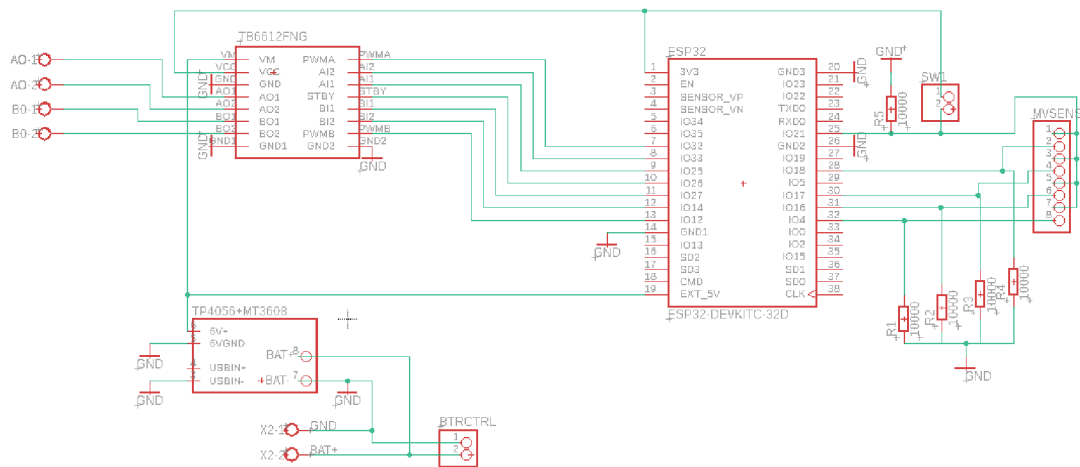 TB6612FNG
VM
VCC
GND
AO1
AO2
BO1
BO2
GND1
VM
VCC
GND
AO1
AO2
BO1
BO2
GND1
PWMA
AI2
AI1
STBY
BI1
BI2
PWMB
GND2
PWMA
AI2
AI1
STBY
BI1
BI2
PWMB
GND2
GND
GND
GND
AO-1
AO-2
BO-1
BO-2
ESP32
1 3V3
2 EN
3 SENSOR_VP
4 SENSOR_VN
5 IO34
6 IO35
7 IO32
8 IO33
9 IO25
10 IO26
11 IO27
12 IO14
13 IO12
14 GND1
15 IO13
16 SD2
17 SD3
18 CMD
19 EXT_5V
GND3 20
IO23 21
IO22 22
TXD0 23
RXD0 24
IO21 25
GND2 26
IO19 27
IO18 28
IO5 29
IO17 30
IO16 31
IO4 32
IO0 33
IO2 34
IO15 35
SD1 36
SD0 37
CLK 38
ESP32-DEVKITC-32D
GND
GND
GND
GND
R5
10000
SW1
1
2
MVSENS
1
2
3
4
5
6
7
8
R1
10000
R2
10000
R3
10000
R4
10000
GND
TP4056+MT3608
6V+
6VGND
USBIN+
USBIN-
BAT+ 8
BAT- 7
GND
GND
GND
X2-1 GND
X2-2 BAT+
BTRCTRL
1
2